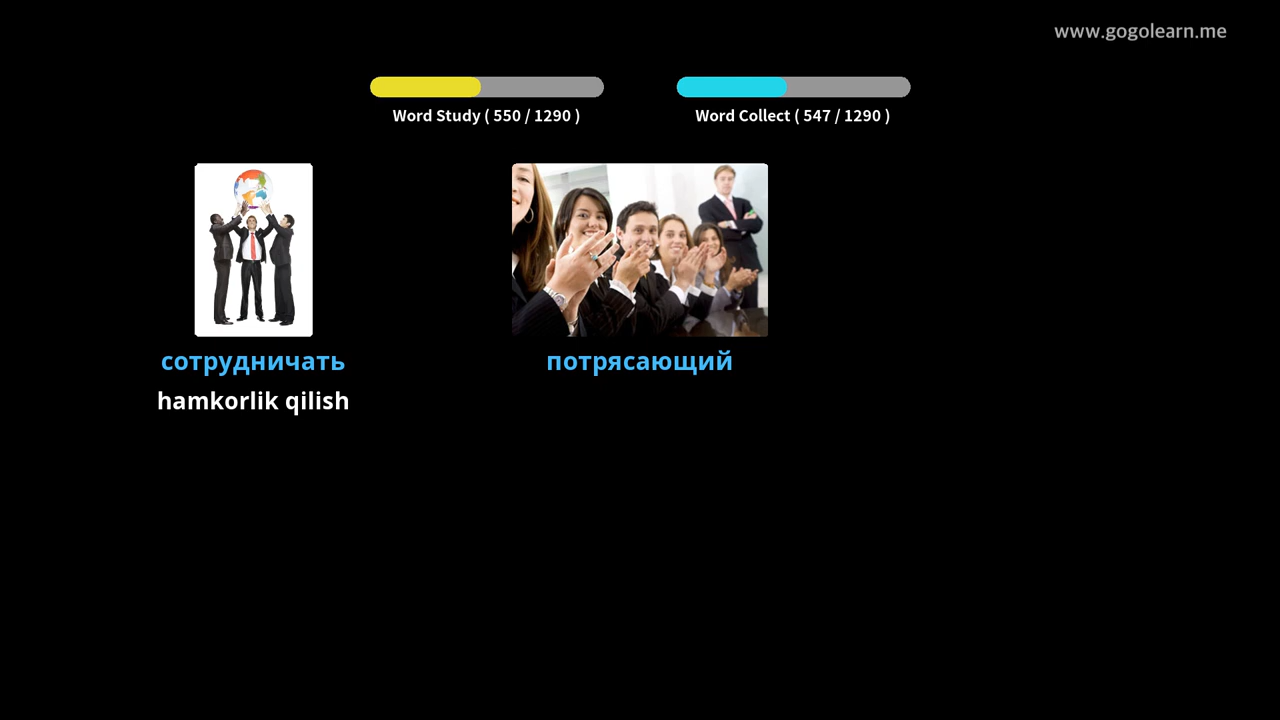 www.gogolearn.me
Word Study ( 550 / 1290 )
Word Collect ( 547 / 1290 )
сотрудничать
hamkorlik qilish
потрясающий